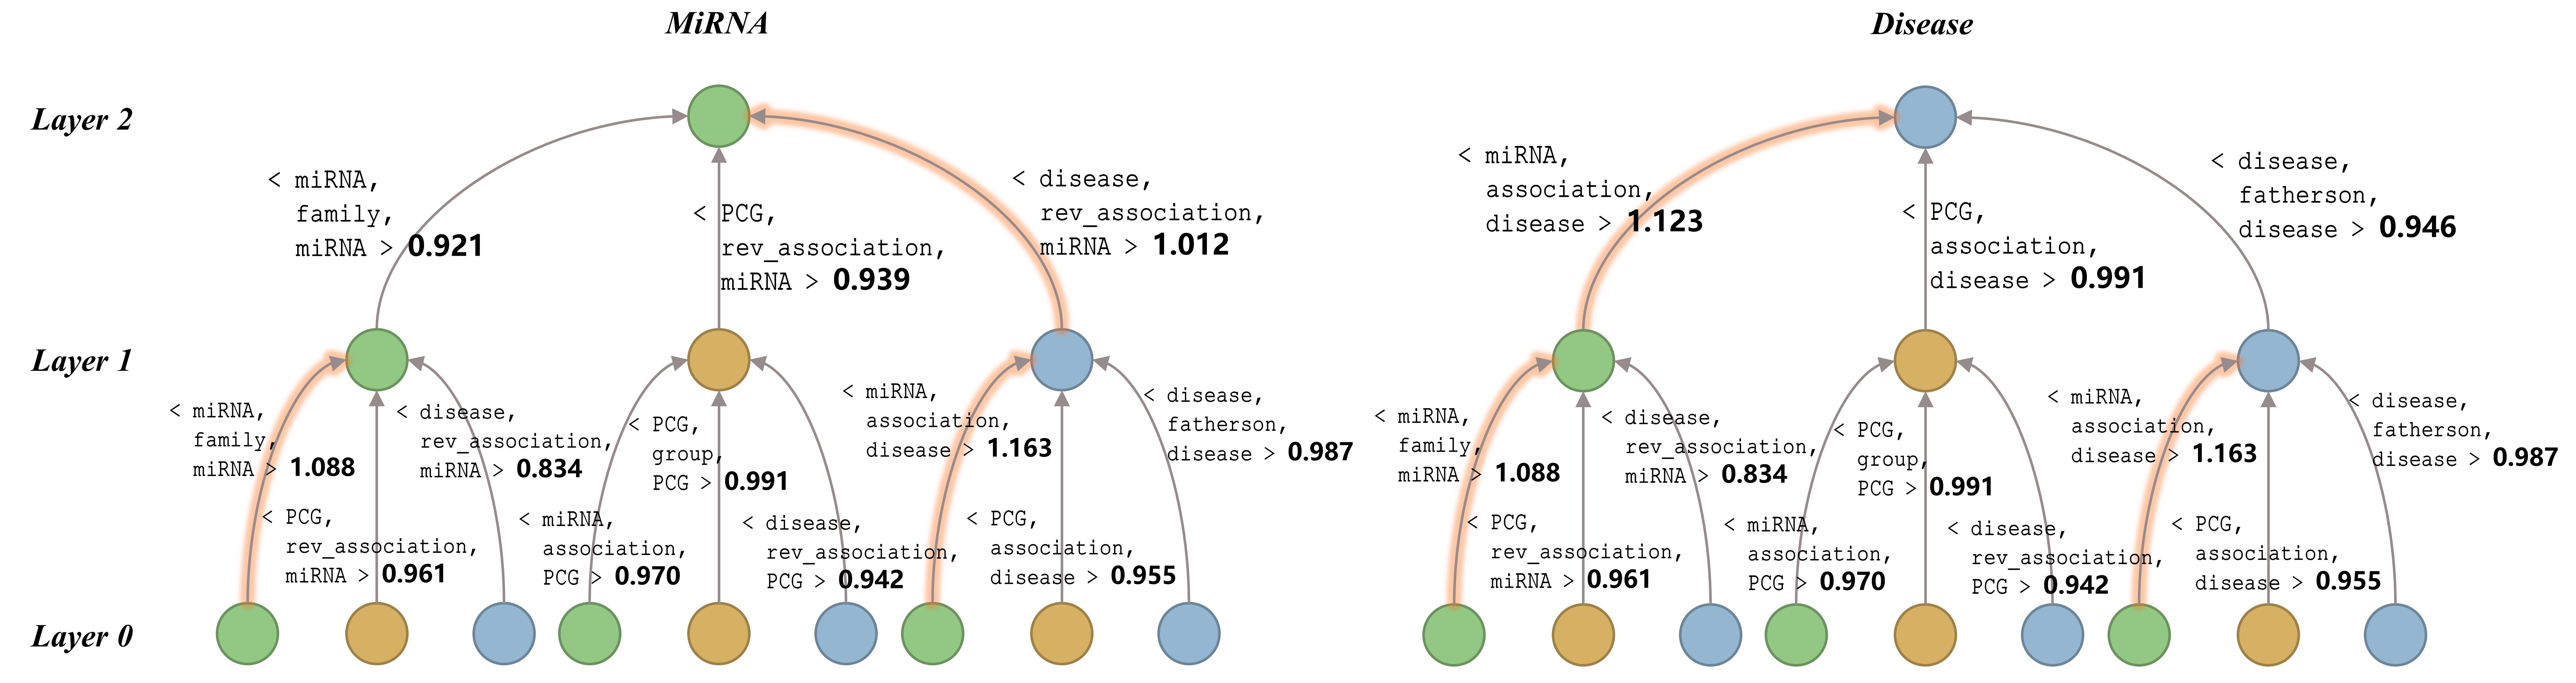 MiRNA
Disease
Layer 2
< miRNA,
family,
miRNA > 0.921
< PCG,
rev_association,
miRNA > 0.939
< disease,
rev_association,
miRNA > 1.012
< miRNA,
association,
disease > 1.123
< PCG,
association,
disease > 0.991
< disease,
fatherson,
disease > 0.946
Layer 1
< miRNA,
family,
miRNA > 1.088
< PCG,
rev_association,
miRNA > 0.961
< disease,
rev_association,
miRNA > 0.834
< miRNA,
association,
PCG > 0.970
< PCG,
group,
PCG > 0.991
< disease,
rev_association,
PCG > 0.942
< miRNA,
association,
disease > 1.163
< PCG,
association,
disease > 0.955
< disease,
fatherson,
disease > 0.987
< miRNA,
family,
miRNA > 1.088
< PCG,
rev_association,
miRNA > 0.961
< disease,
rev_association,
miRNA > 0.834
< miRNA,
association,
PCG > 0.970
< PCG,
group,
PCG > 0.991
< disease,
rev_association,
PCG > 0.942
< miRNA,
association,
disease > 1.163
< PCG,
association,
disease > 0.955
< disease,
fatherson,
disease > 0.987
Layer 0